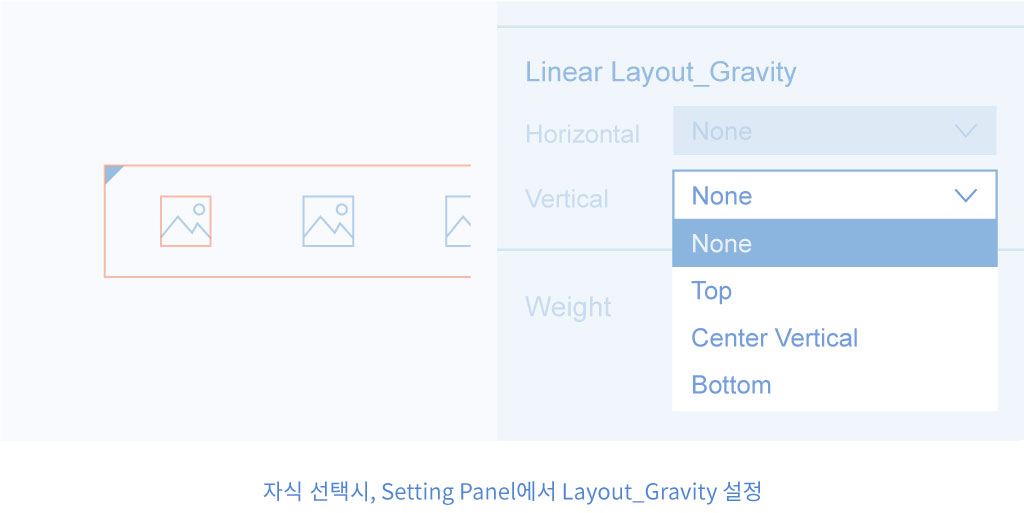 Linear Layout_Gravity
Horizontal None
Vertical None
None
Top
Weight
Center Vertical
Bottom
자식 선택시, Setting Panel에서 Layout_Gravity 설정